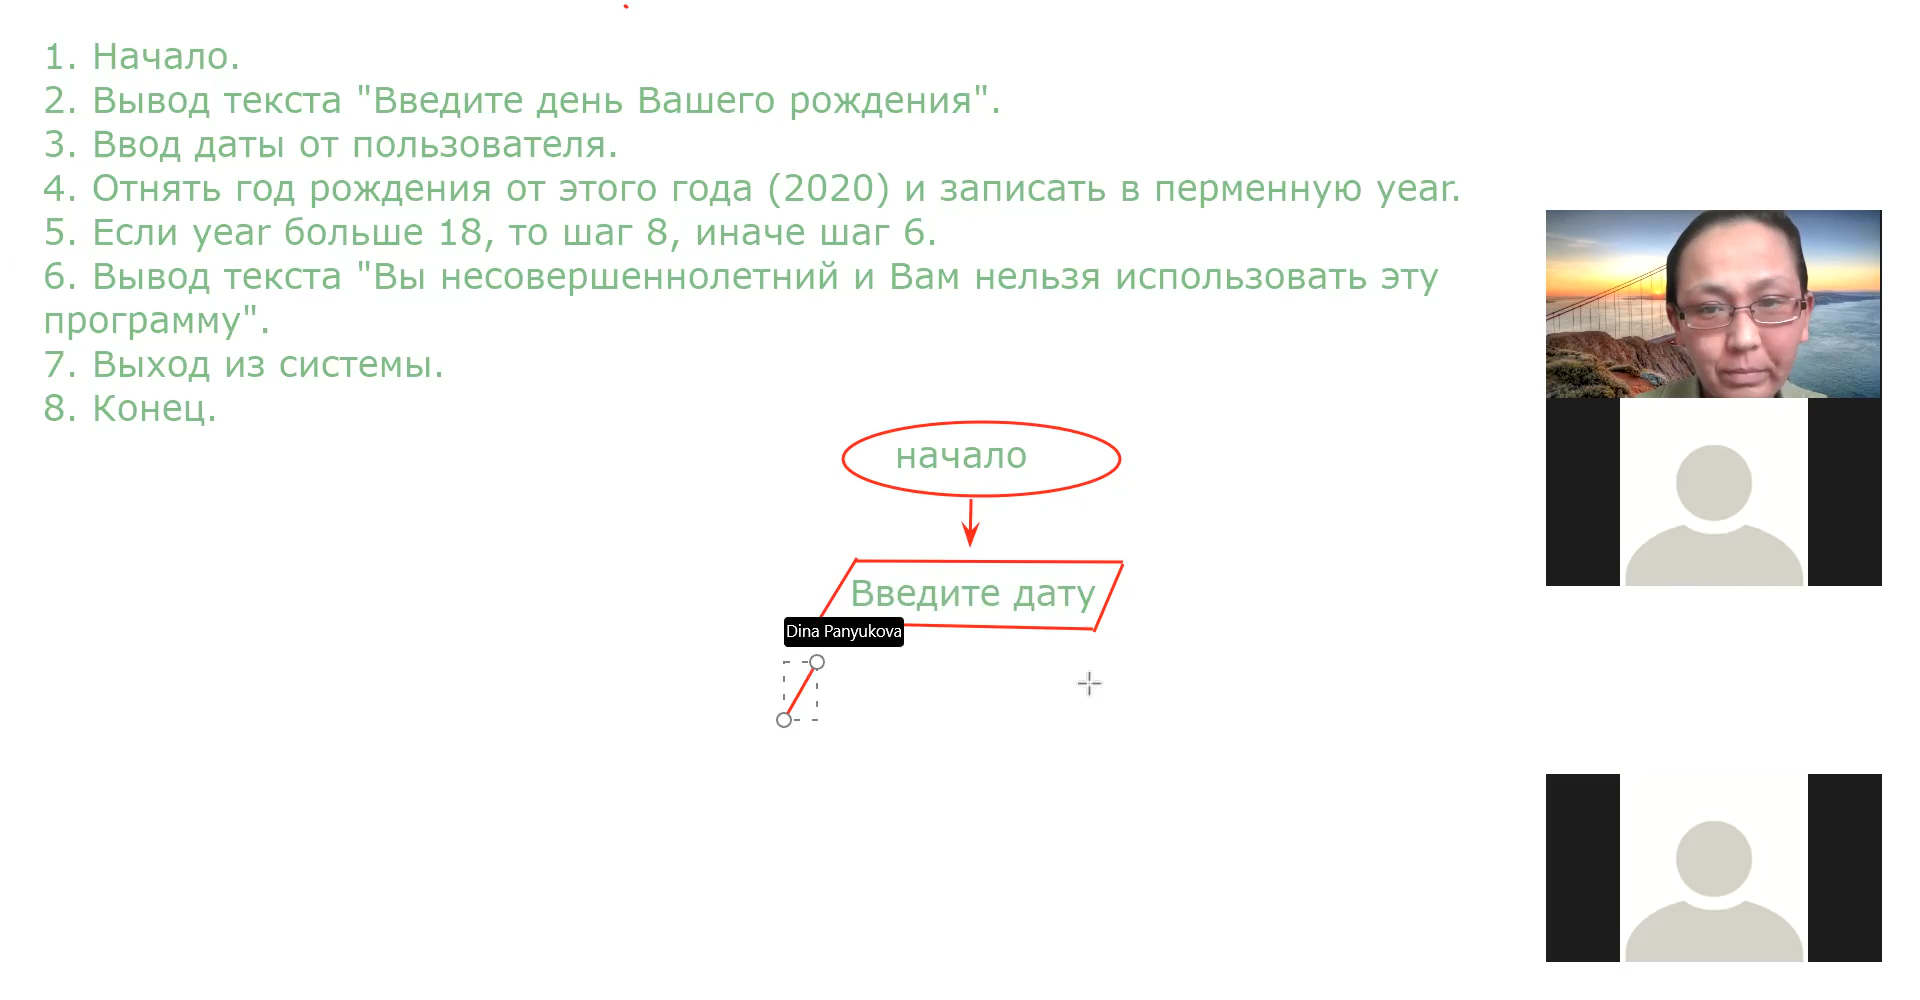 1. Начало.
2. Вывод текста "Введите день Вашего рождения".
3. Ввод даты от пользователя.
4. Отнять год рождения от этого года (2020) и записать в перменную year.
5. Если year больше 18, то шаг 8, иначе шаг 6.
6. Вывод текста "Вы несовершеннолетний и Вам нельзя использовать эту
программу".
7. Выход из системы.
8. Конец.
начало
Введите дату
Dina Panyukova